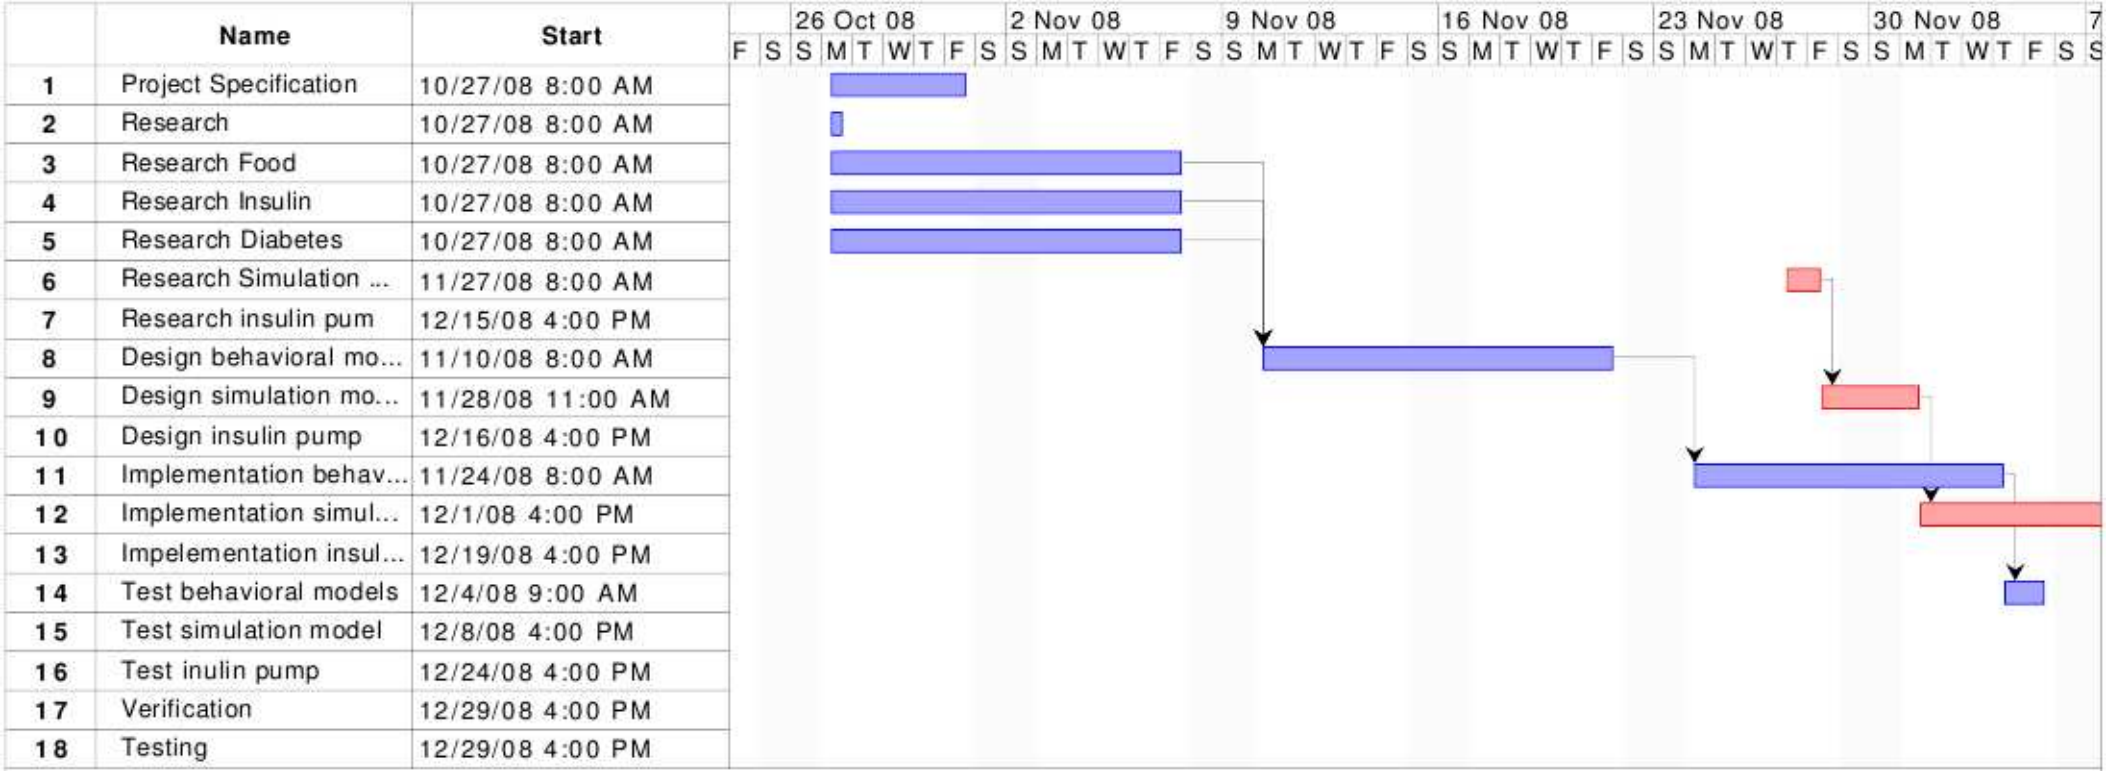 Name Start 26 Oct 08 2 Nov 08 9 Nov 08 16 Nov 08 23 Nov 08 30 Nov 08 7
F S S M T W T F S S M T W T F S S M T W T F S S M T W T F S S M T W T F S S M T W T F S S
1 Project Specification 10/27/08 8:00 AM
2 Research 10/27/08 8:00 AM
3 Research Food 10/27/08 8:00 AM
4 Research Insulin 10/27/08 8:00 AM
5 Research Diabetes 10/27/08 8:00 AM
6 Research Simulation ... 11/27/08 8:00 AM
7 Research insulin pum 12/15/08 4:00 PM
8 Design behavioral mo... 11/10/08 8:00 AM
9 Design simulation mo... 11/28/08 11:00 AM
10 Design insulin pump 12/16/08 4:00 PM
11 Implementation behav... 11/24/08 8:00 AM
12 Implementation simul... 12/1/08 4:00 PM
13 Impelementation insul... 12/19/08 4:00 PM
14 Test behavioral models 12/4/08 9:00 AM
15 Test simulation model 12/8/08 4:00 PM
16 Test inulin pump 12/24/08 4:00 PM
17 Verification 12/29/08 4:00 PM
18 Testing 12/29/08 4:00 PM